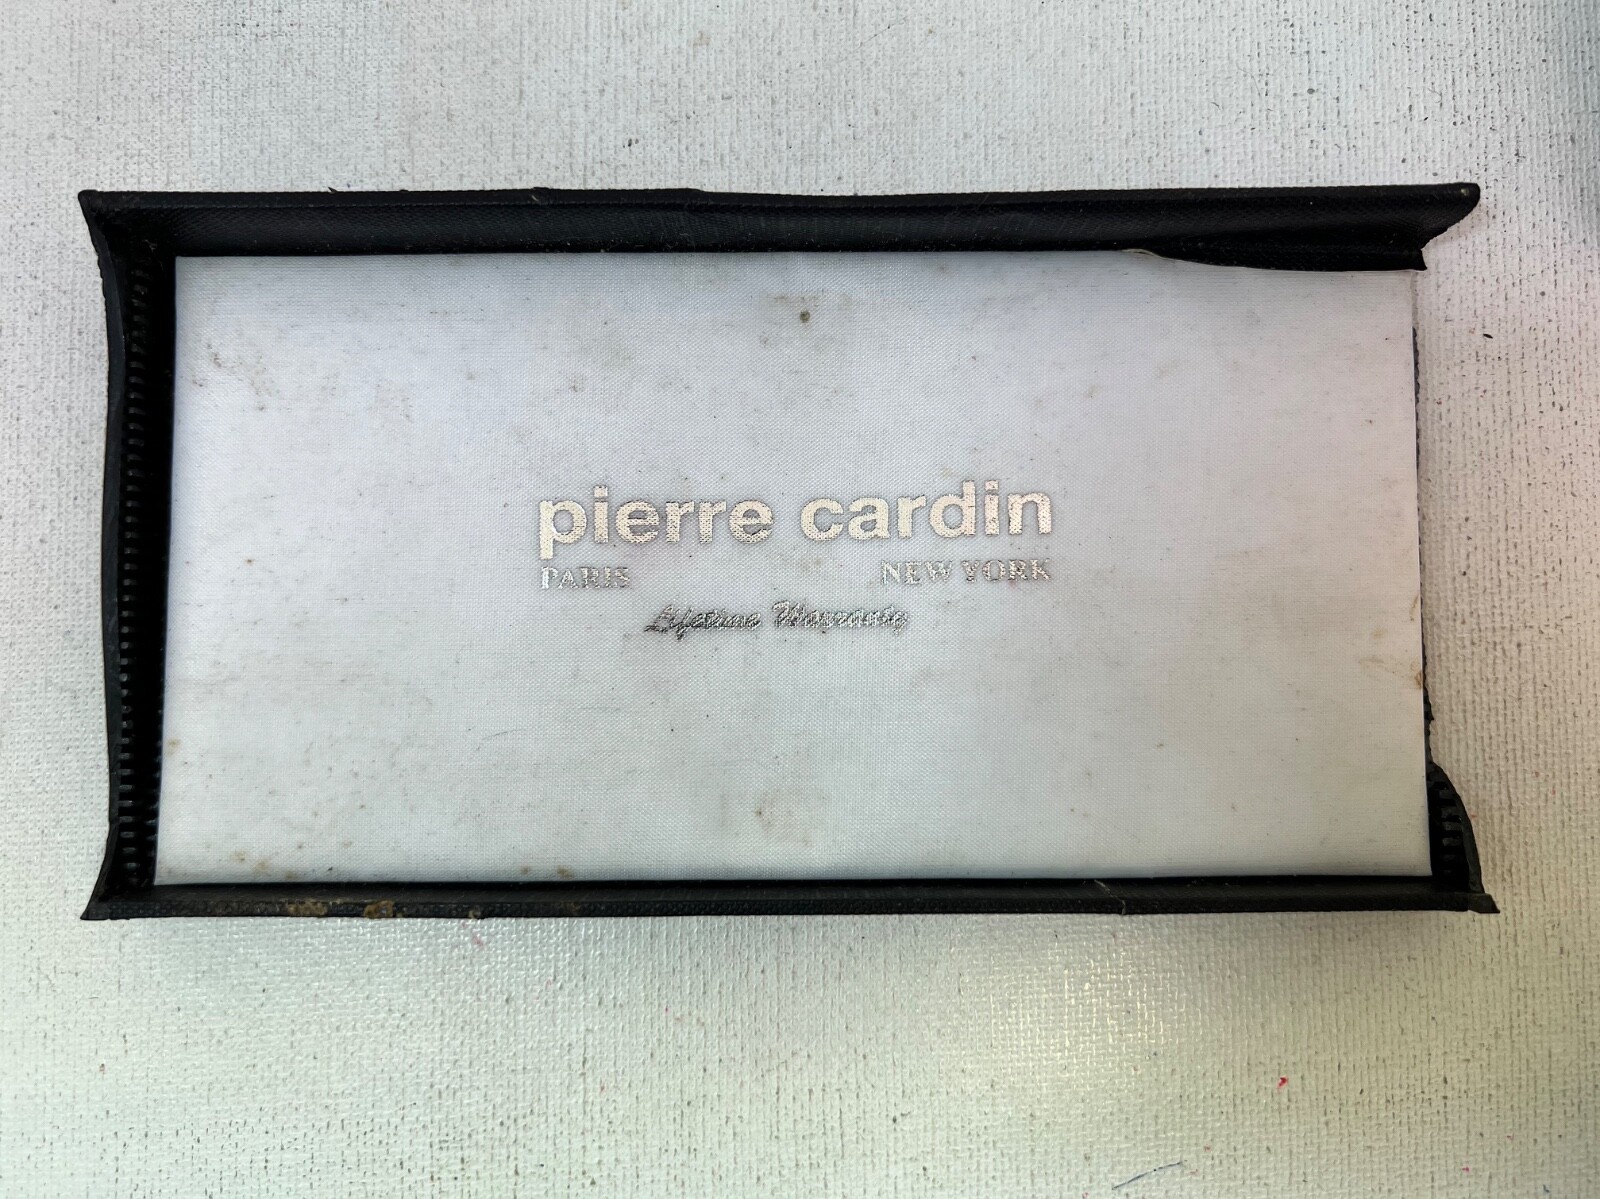 pierre cardin
PARIS NEW YORK
Lifetime Warranty